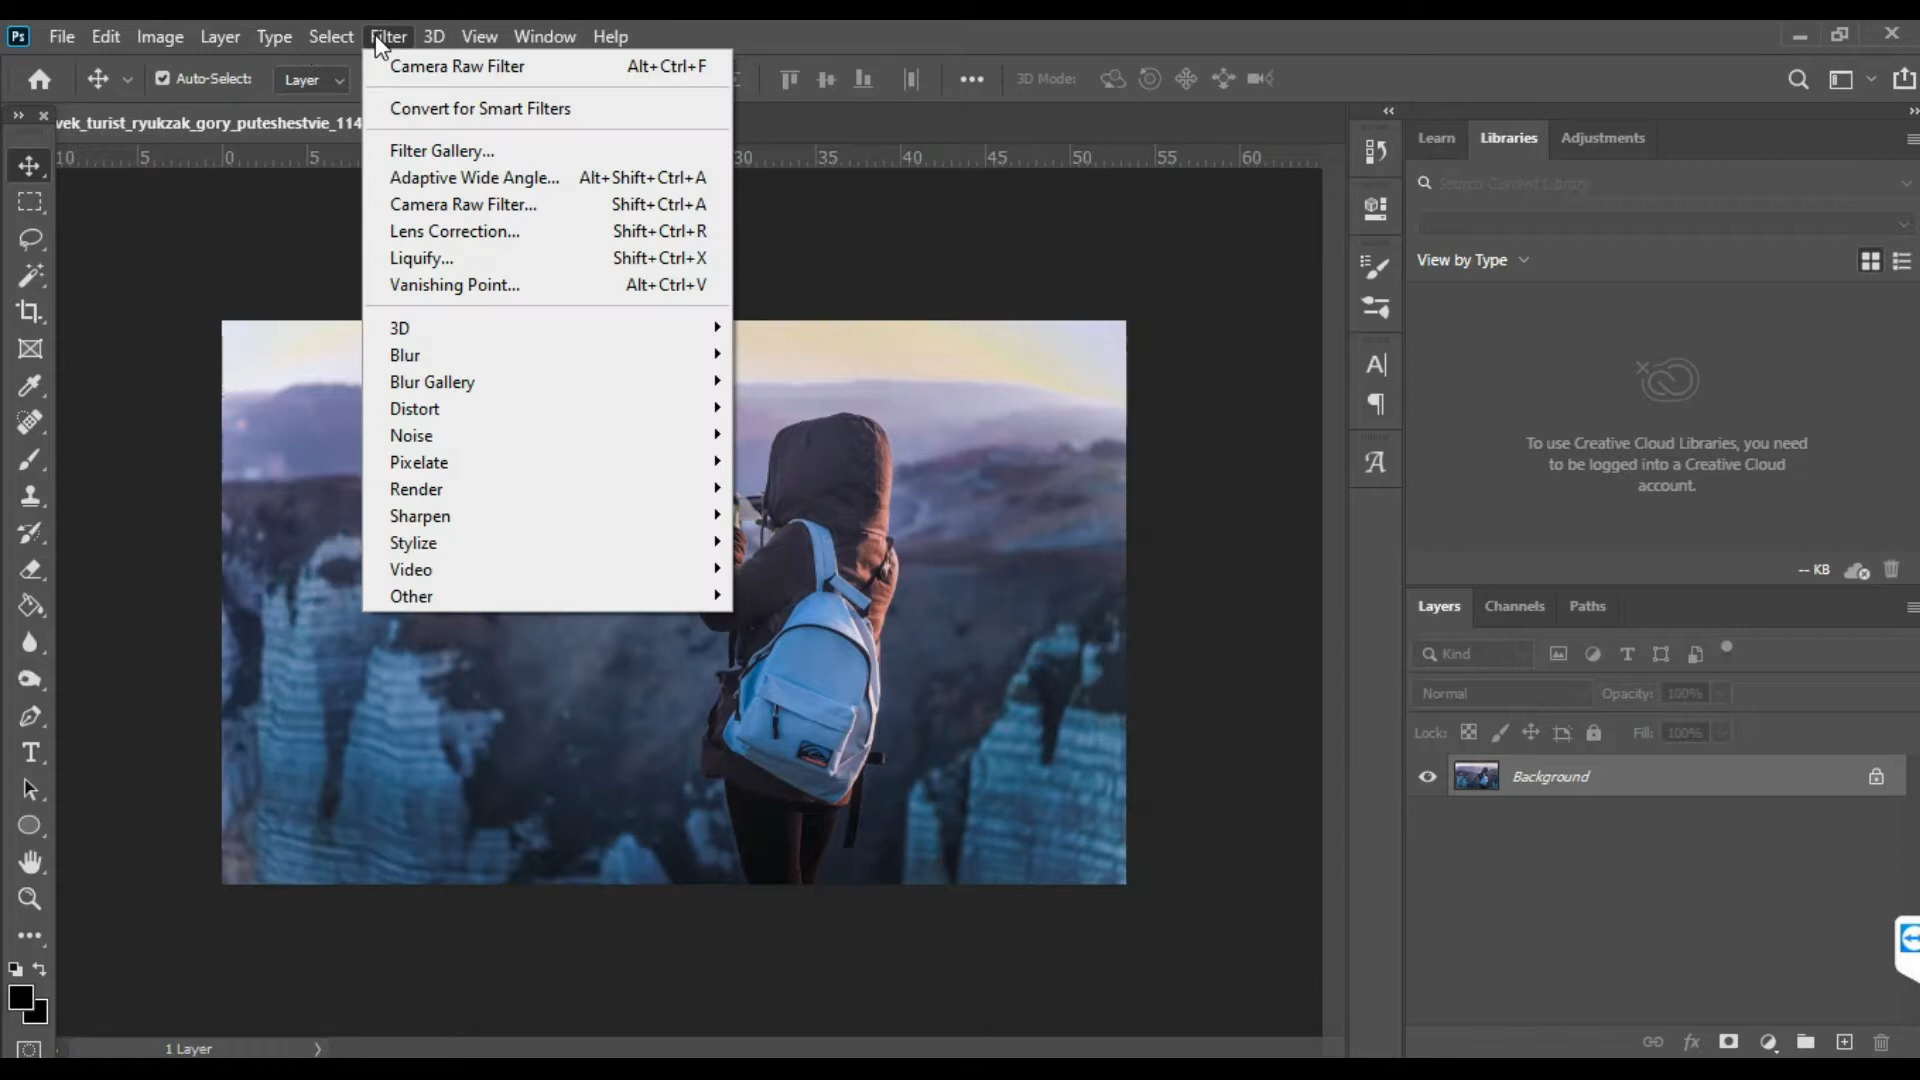 Ps File Edit Image Layer Type Select Filter 3D View Window Help
Auto-Select: Layer 3D Mode:
Camera Raw Filter Alt+Ctrl+F
Convert for Smart Filters
Filter Gallery...
Adaptive Wide Angle... Alt+Shift+Ctrl+A
Camera Raw Filter... Shift+Ctrl+A
Lens Correction... Shift+Ctrl+R
Liquify... Shift+Ctrl+X
Vanishing Point... Alt+Ctrl+V
3D
Blur
Blur Gallery
Distort
Noise
Pixelate
Render
Sharpen
Stylize
Video
Other
vek_turist_ryukzak_gory_puteshestvie_114
10 5 0 5 30 35 40 45 50 55 60
Learn Libraries Adjustments
Search Current Library
View by Type
To use Creative Cloud Libraries, you need
to be logged into a Creative Cloud
account.
-- KB
Layers Channels Paths
Kind
Normal Opacity: 100%
Lock: Fill: 100%
Background
fx
1 Layer